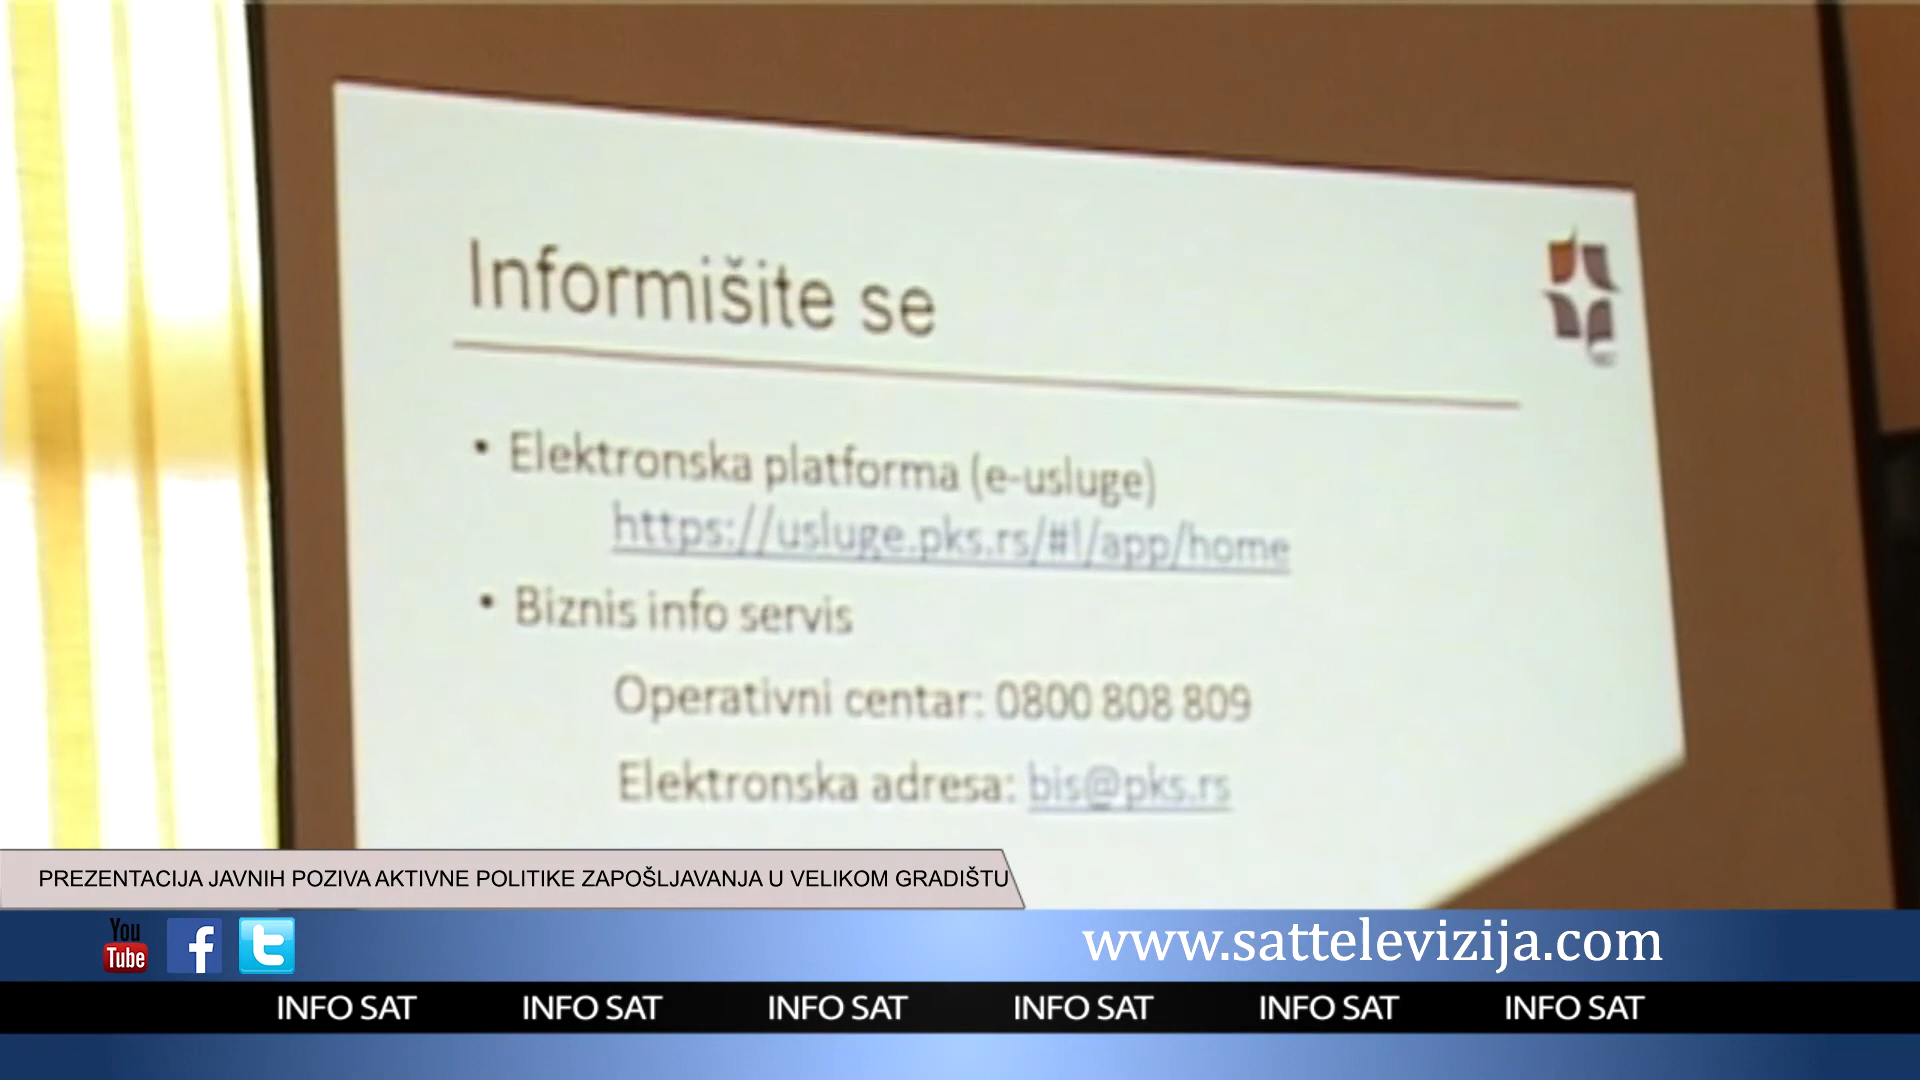 Informišite se
• Elektronska platforma (e-usluge)
https://usluge.pks.rs/#!/app/home
• Biznis info servis
Operativni centar: 0800 808 809
Elektronska adresa: bis@pks.rs
PREZENTACIJA JAVNIH POZIVA AKTIVNE POLITIKE ZAPOŠLJAVANJA U VELIKOM GRADIŠTU
You Tube f t www.sattelevizija.com
INFO SAT INFO SAT INFO SAT INFO SAT INFO SAT INFO SAT